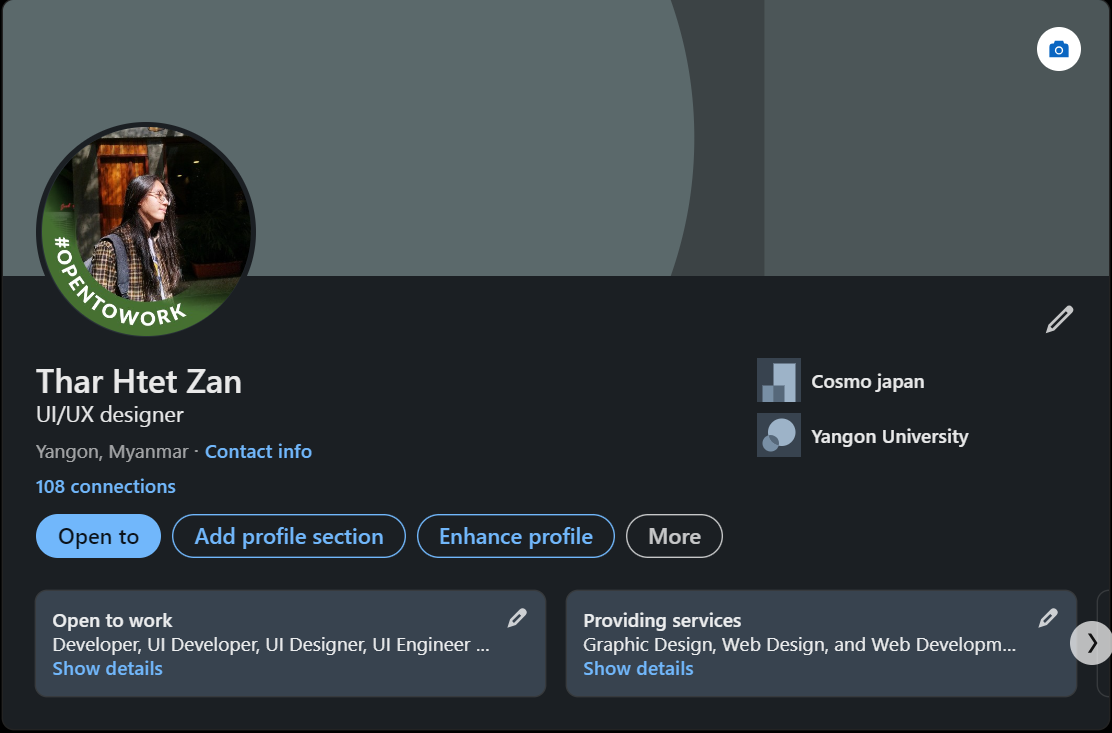 #OPENTOWORK
Thar Htet Zan
UI/UX designer
Yangon, Myanmar · Contact info
108 connections
Cosmo japan
Yangon University
Open to
Add profile section
Enhance profile
More
Open to work
Developer, UI Developer, UI Designer, UI Engineer ...
Show details
Providing services
Graphic Design, Web Design, and Web Developm...
Show details